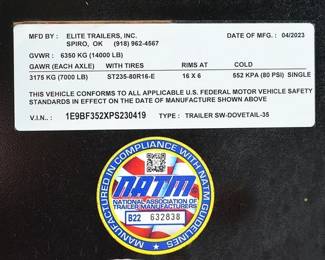 MFD BY : ELITE TRAILERS, INC. DATE OF MFG. : 04/2023
SPIRO, OK (918) 962-4567
GVWR : 6350 KG (14000 LB)
GAWR (EACH AXLE) WITH TIRES RIMS AT COLD
3175 KG (7000 LB) ST235-80R16-E 16 X 6 552 KPA (80 PSI) SINGLE
THIS VEHICLE CONFORMS TO ALL APPLICABLE U.S. FEDERAL MOTOR VEHICLE SAFETY
STANDARDS IN EFFECT ON THE DATE OF MANUFACTURE SHOWN ABOVE
V.I.N.. : 1E9BF352XPS230419 TYPE : TRAILER SW-DOVETAIL-35
MANUFACTURED IN COMPLIANCE WITH NATM GUIDELINES
NATM
NATIONAL ASSOCIATION OF
TRAILER MANUFACTURERS
B22 632838